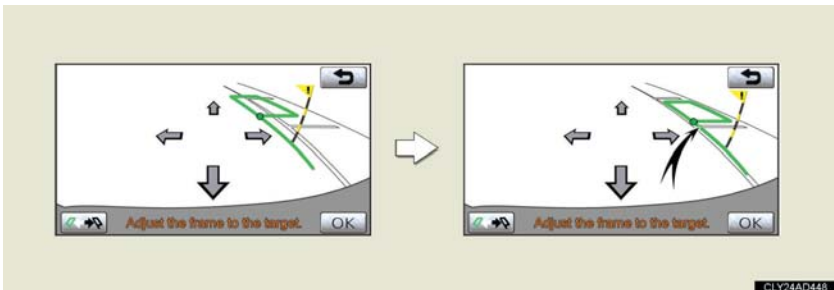 Adjust the frame to the target.
OK
Adjust the frame to the target.
OK
CLY24AD448